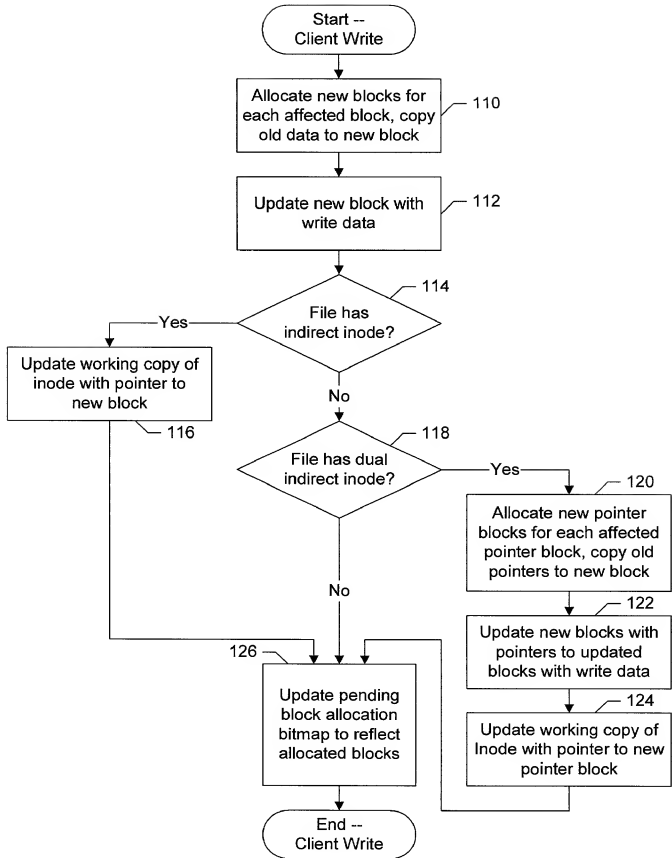 Start --
Client Write
Allocate new blocks for
each affected block, copy
old data to new block
110
Update new block with
write data
112
File has
indirect inode?
114
Yes
No
Update working copy of
inode with pointer to
new block
116
File has dual
indirect inode?
118
Yes
No
Allocate new pointer
blocks for each affected
pointer block, copy old
pointers to new block
120
Update new blocks with
pointers to updated
blocks with write data
122
Update working copy of
Inode with pointer to new
pointer block
124
Update pending
block allocation
bitmap to reflect
allocated blocks
126
End --
Client Write